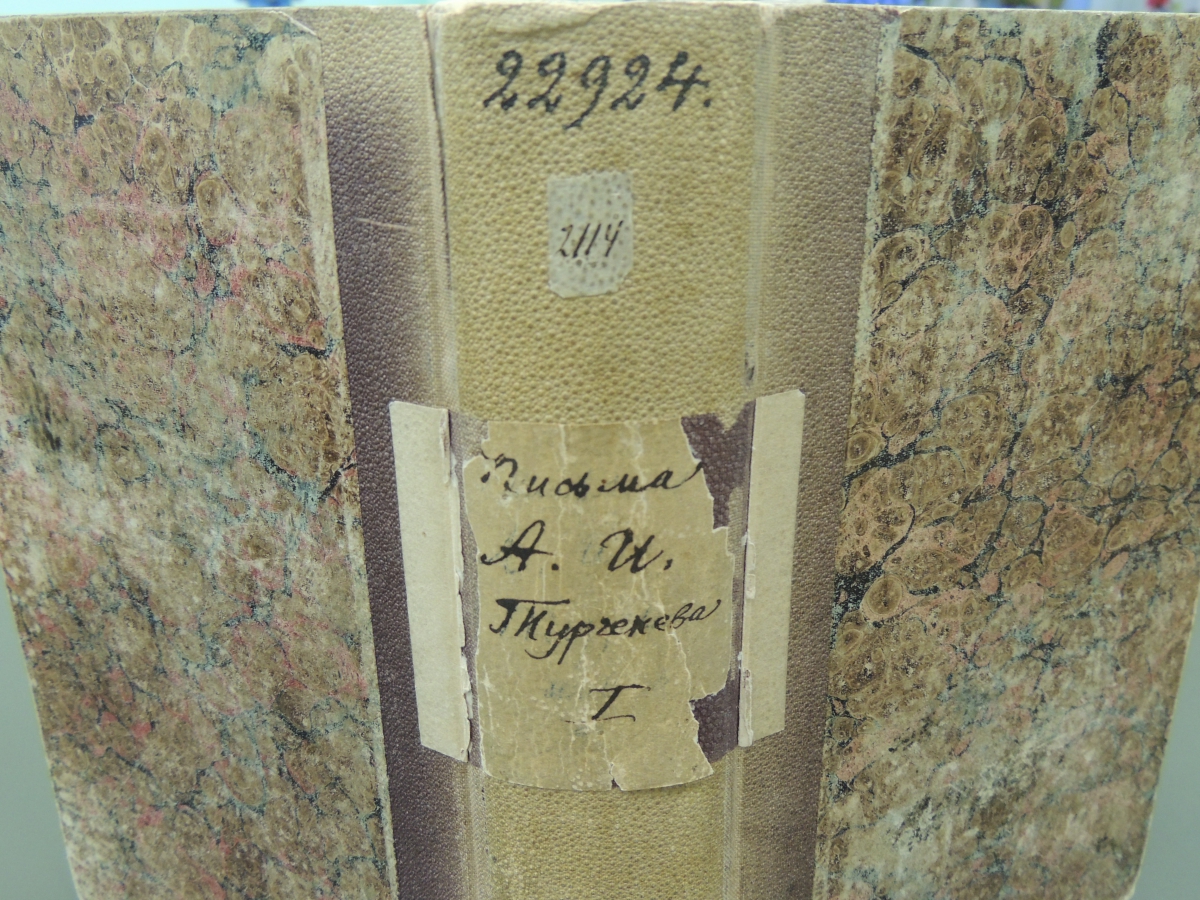 22924.
2114
Письма
А. И.
Тургенева
I